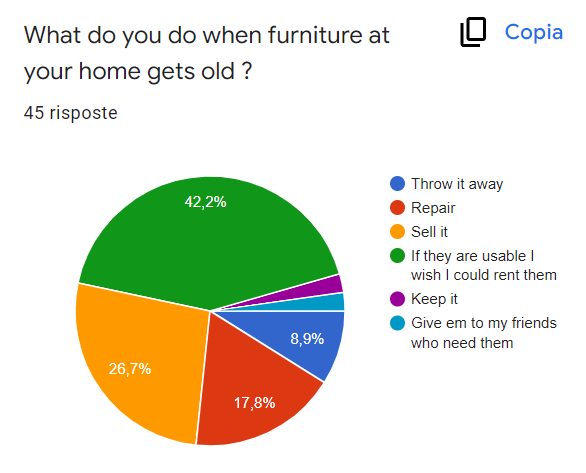 What do you do when furniture at
your home gets old ?
Copia
45 risposte
42,2%
26,7%
17,8%
8,9%
Throw it away
Repair
Sell it
If they are usable I
wish I could rent them
Keep it
Give em to my friends
who need them